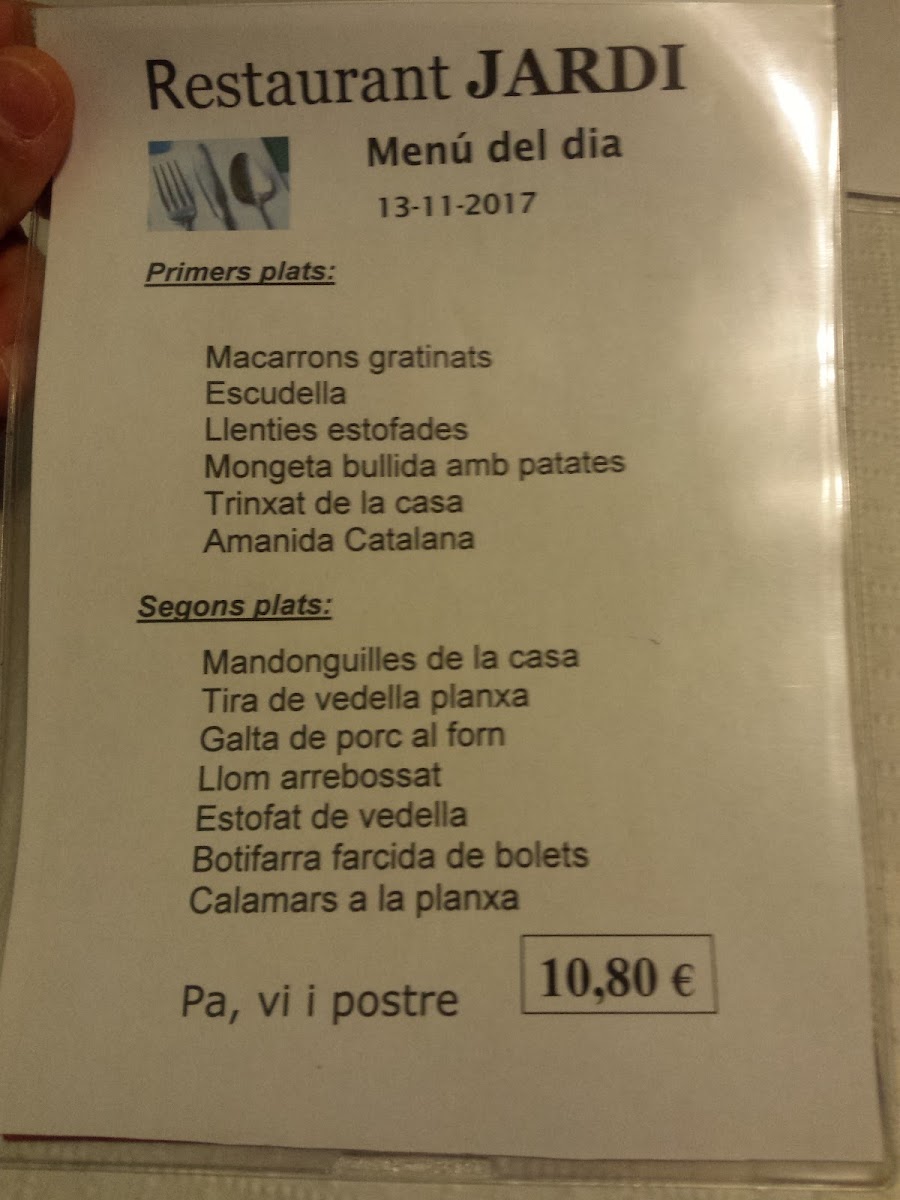 Restaurant JARDI
Menú del dia
13-11-2017
Primers plats:
Macarrons gratinats
Escudella
Llenties estofades
Mongeta bullida amb patates
Trinxat de la casa
Amanida Catalana
Segons plats:
Mandonguilles de la casa
Tira de vedella planxa
Galta de porc al forn
Llom arrebossat
Estofat de vedella
Botifarra farcida de bolets
Calamars a la planxa
Pa, vi i postre
10,80 €